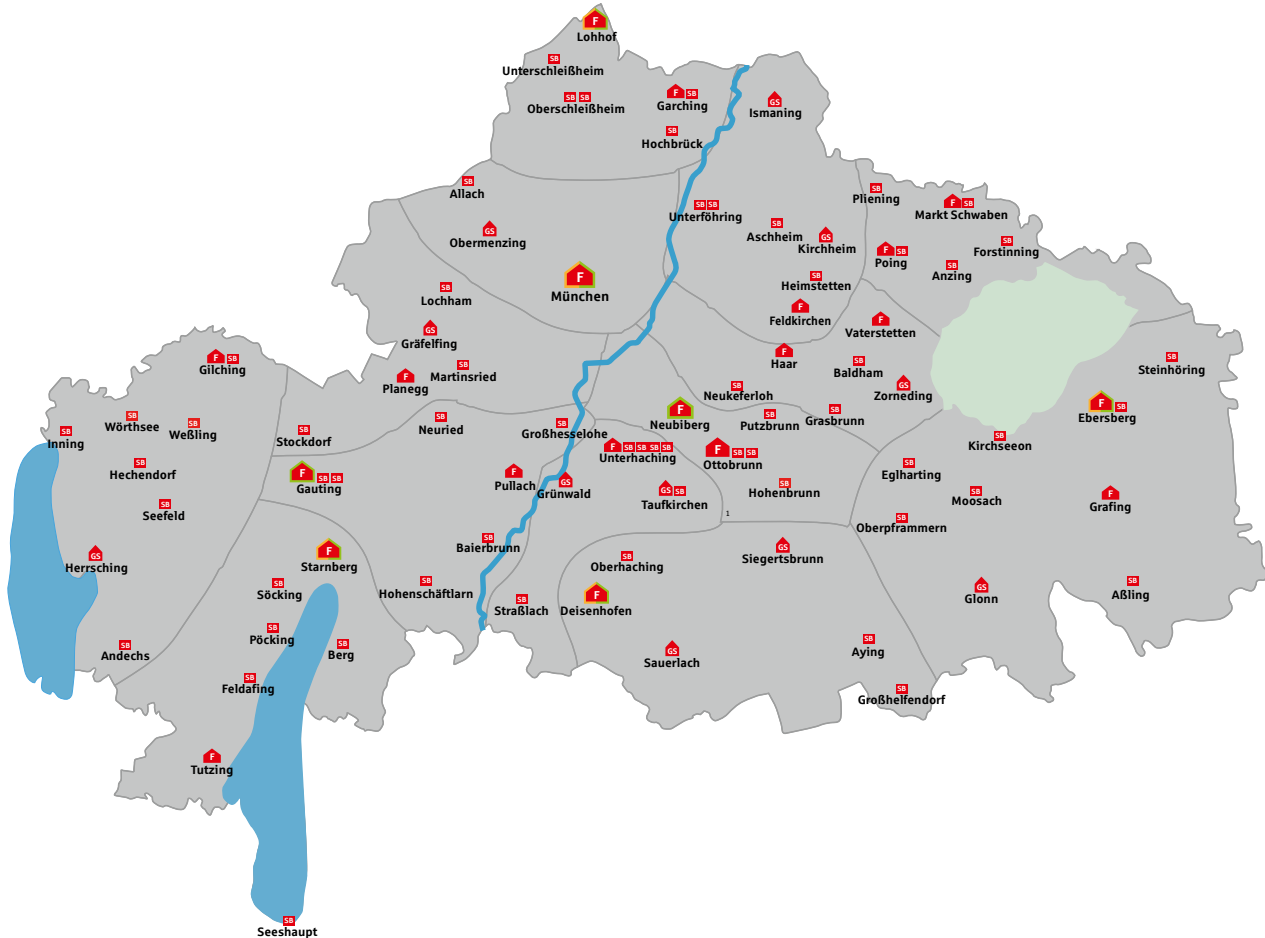 F
Lohhof
SB
Unterschleißheim
SB SB
Oberschleißheim
F SB
Garching
GS
Ismaning
SB
Hochbrück
SB
Allach
SB
Pliening
F SB
Markt Schwaben
SB SB
Unterföhring
GS
Obermenzing
SB
Aschheim
GS
Kirchheim
F SB
Poing
SB
Forstinning
SB
Anzing
F
München
SB
Heimstetten
SB
Lochham
F
Feldkirchen
F
Vaterstetten
GS
Gräfelfing
F SB
Gilching
F
Haar
SB
Baldham
SB
Steinhöring
F
Planegg
SB
Martinsried
SB
Neukeferloh
GS
Zorneding
F SB
Ebersberg
SB
Wörthsee
SB
Weßling
SB
Inning
SB
Stockdorf
SB
Neuried
SB
Großhesselohe
F
Neubiberg
SB
Putzbrunn
SB
Grasbrunn
SB
Kirchseeon
F SB SB SB SB
Unterhaching
F SB SB
Ottobrunn
SB
Hechendorf
F SB SB
Gauting
F
Pullach
GS
Grünwald
SB
Eglharting
SB
Seefeld
GS SB
Taufkirchen
SB
Hohenbrunn
SB
Moosach
F
Grafing
1
SB
Oberpframmern
GS
Herrsching
F
Starnberg
SB
Baierbrunn
SB
Oberhaching
GS
Siegertsbrunn
SB
Söcking
SB
Hohenschäftlarn
SB
Straßlach
F
Deisenhofen
GS
Glonn
SB
Aßling
SB
Andechs
SB
Pöcking
SB
Berg
GS
Sauerlach
SB
Aying
SB
Feldafing
SB
Großhelfendorf
F
Tutzing
SB
Seeshaupt